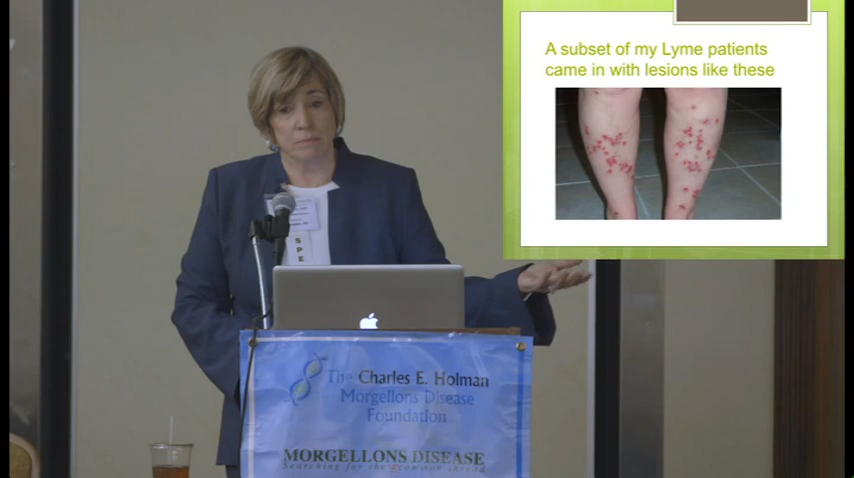 A subset of my Lyme patients
came in with lesions like these
SPE
The Charles E. Holman
Morgellons Disease
Foundation
MORGELLONS DISEASE
Searching for the common thread